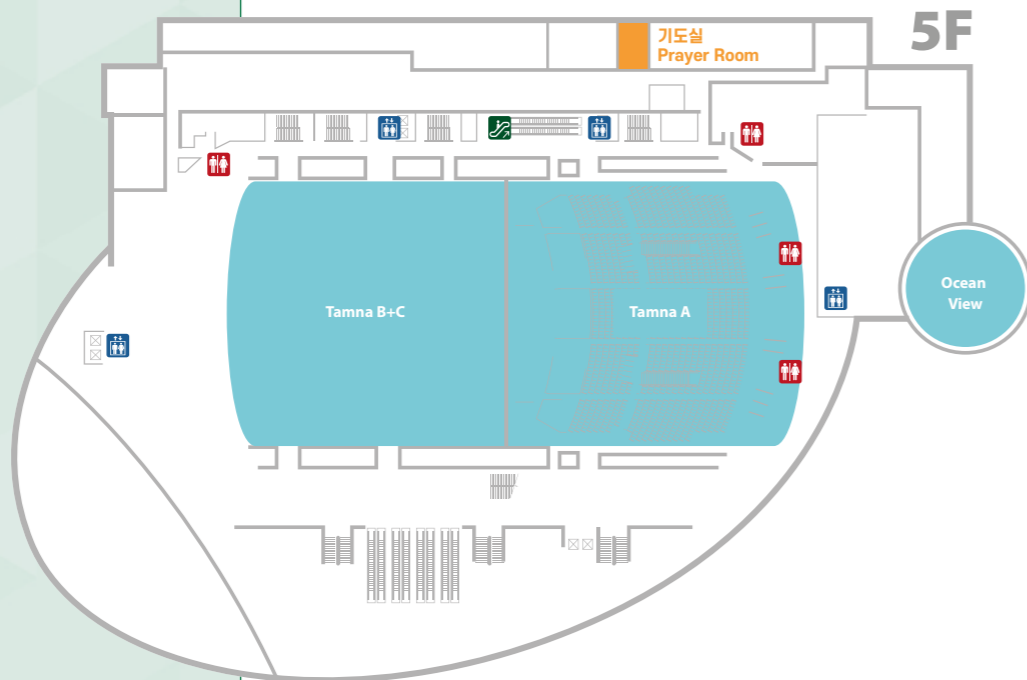 5F
기도실
Prayer Room
Tamna B+C
Tamna A
Ocean
View